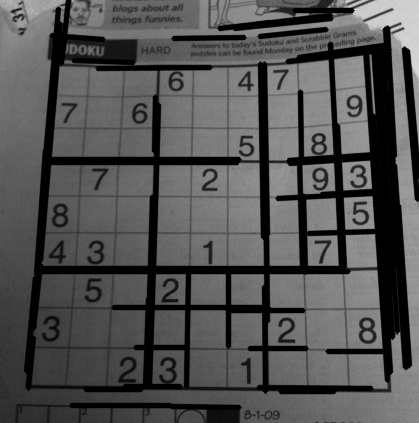 blogs about all
things funnies.
UDOKU HARD Answers to today's Sudoku and Scrabble Grams
puzzles can be found Monday on the preceding page.
6 4 7
7 6 9
5 8
7 2 9 3
8 5
4 3 1 7
5 2
3 2 8
2 3 1
8-1-09